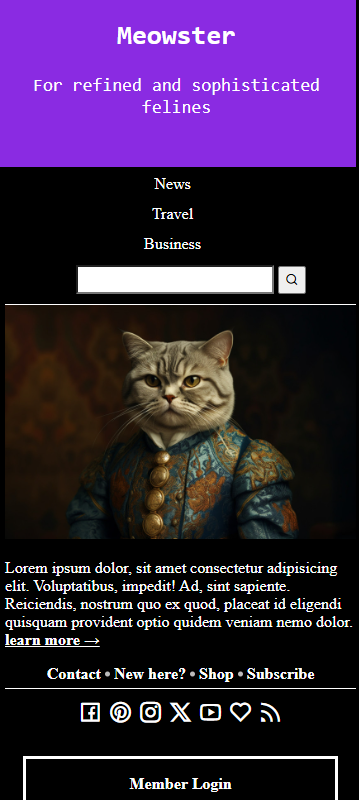 Meowster
For refined and sophisticated
felines
News
Travel
Business
Lorem ipsum dolor, sit amet consectetur adipisicing
elit. Voluptatibus, impedit! Ad, sint sapiente.
Reiciendis, nostrum quo ex quod, placeat id eligendi
quisquam provident optio quidem veniam nemo dolor.
learn more →
Contact • New here? • Shop • Subscribe
Member Login